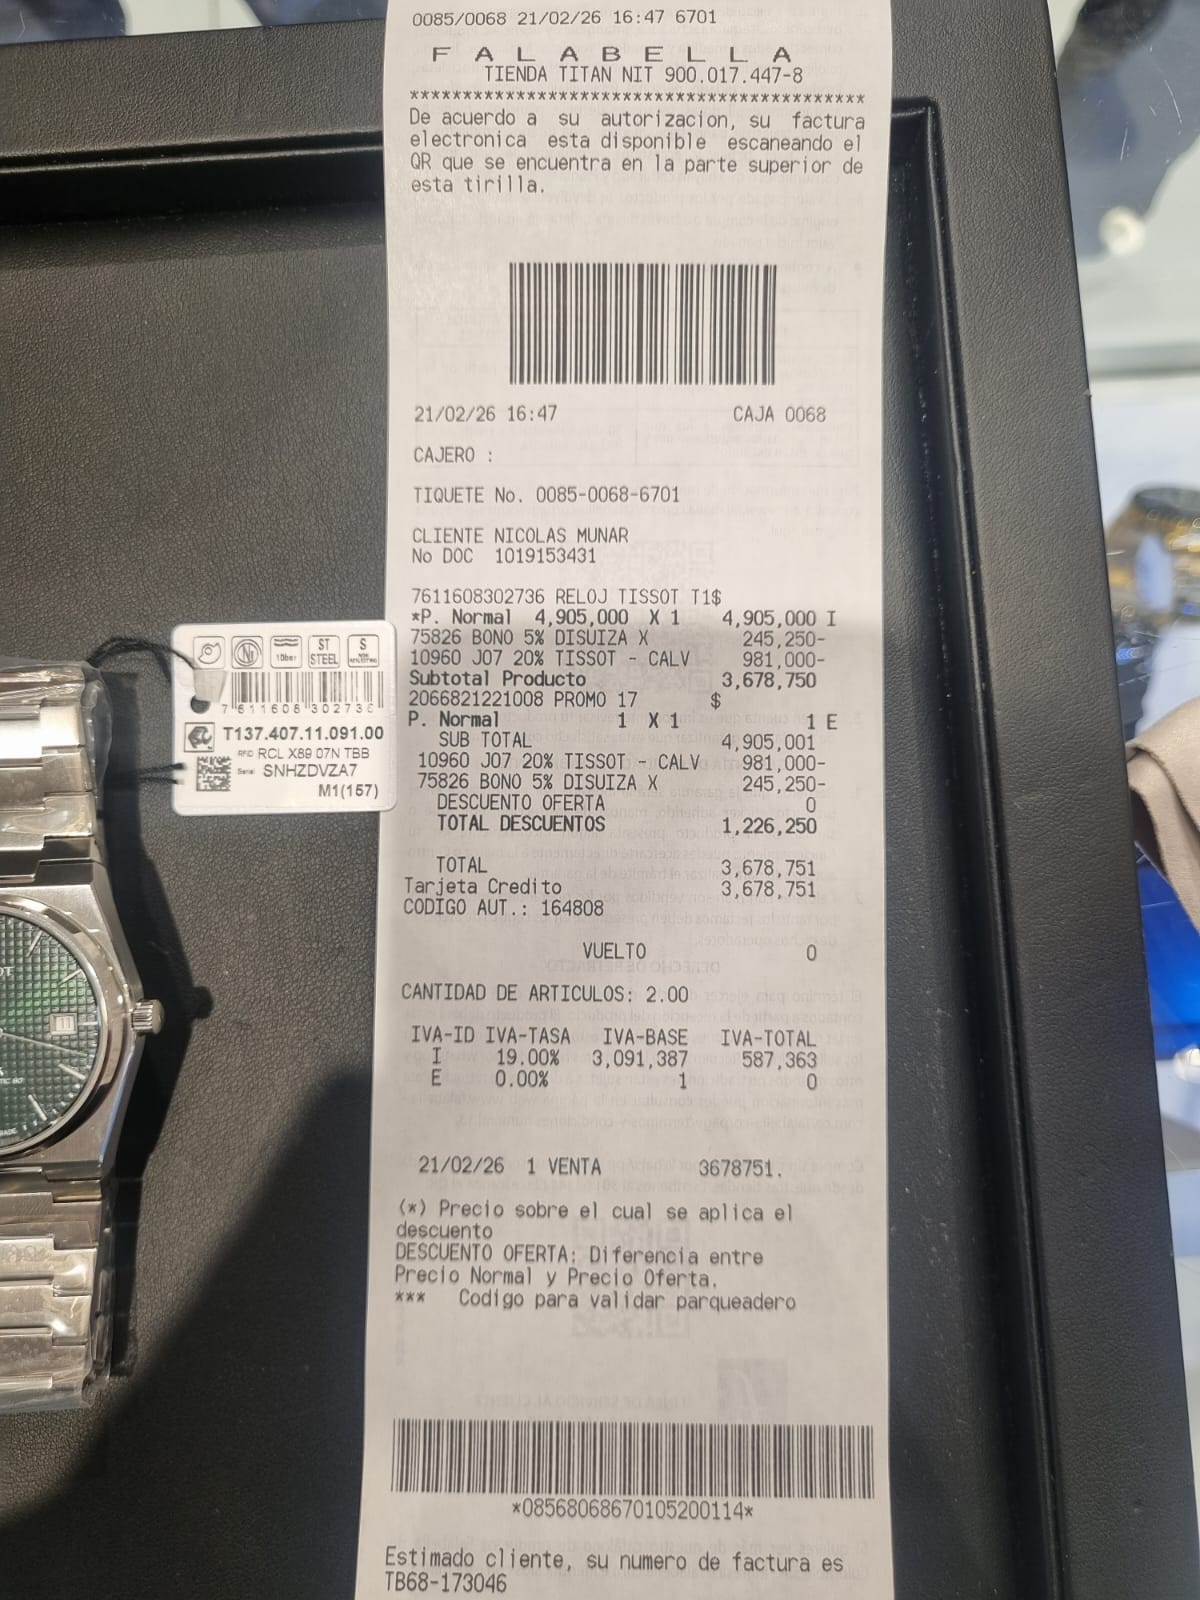 0085/0068 21/02/26 16:47 6701
F A L A B E L L A
TIENDA TITAN NIT 900.017.447-8
*******************************************
De acuerdo a su autorizacion, su factura
electronica esta disponible escaneando el
QR que se encuentra en la parte superior de
esta tirilla.
21/02/26 16:47 CAJA 0068
CAJERO :
TIQUETE No. 0085-0068-6701
CLIENTE NICOLAS MUNAR
No DOC 1019153431
7611608302736 RELOJ TISSOT T1$
*P. Normal 4,905,000 X 1 4,905,000 I
75826 BONO 5% DISUIZA X 245,250-
10960 J07 20% TISSOT - CALV 981,000-
Subtotal Producto 3,678,750
2066821221008 PROMO 17 $
P. Normal 1 X 1 1 E
SUB TOTAL 4,905,001
10960 J07 20% TISSOT - CALV 981,000-
75826 BONO 5% DISUIZA X 245,250-
DESCUENTO OFERTA 0
TOTAL DESCUENTOS 1,226,250
TOTAL 3,678,751
Tarjeta Credito 3,678,751
CODIGO AUT.: 164808
VUELTO 0
CANTIDAD DE ARTICULOS: 2.00
IVA-ID IVA-TASA IVA-BASE IVA-TOTAL
I 19.00% 3,091,387 587,363
E 0.00% 1 0
21/02/26 1 VENTA 3678751.
(*) Precio sobre el cual se aplica el
descuento
DESCUENTO OFERTA: Diferencia entre
Precio Normal y Precio Oferta.
*** Codigo para validar parqueadero
*08568068670105200114*
Estimado cliente, su numero de factura es
TB68-173046
10bar ST STEEL S
7 611608 302736
T137.407.11.091.00
RFID RCL X89 07N TBB
Serial SNHZDVZA7
M1(157)